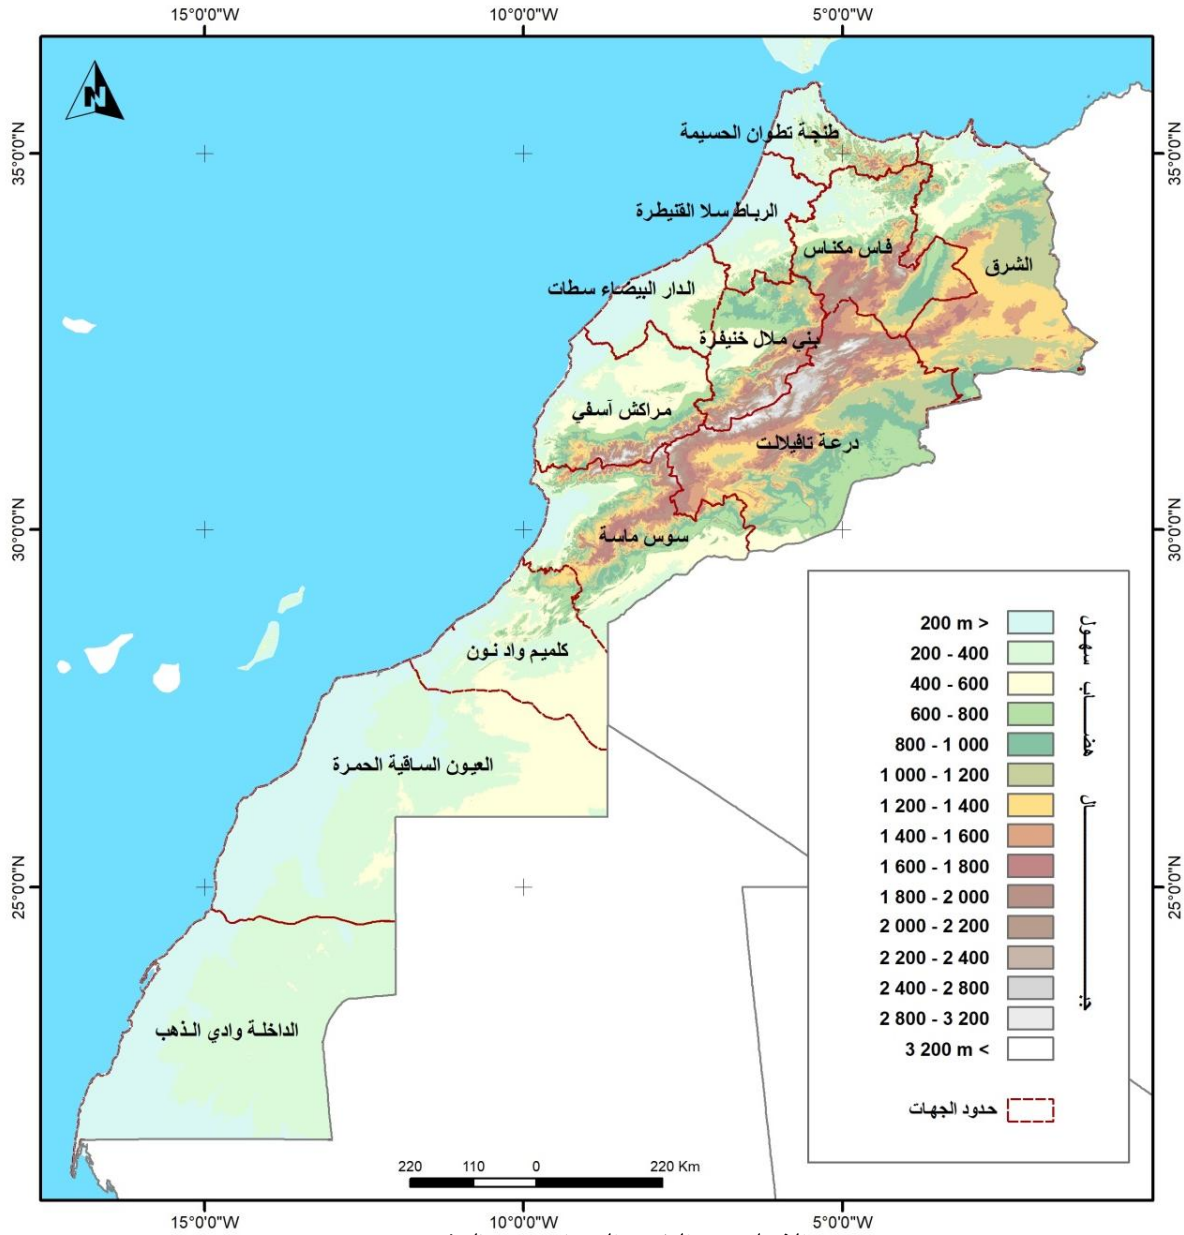 15°0'0"W 10°0'0"W 5°0'0"W
N
35°0'0"N 35°0'0"N
طنجة تطوان الحسيمة
الرباط سلا القنيطرة
فاس مكناس
الشرق
الدار البيضاء سطات
بني ملال خنيفرة
مراكش آسفي
درعة تافيلالت
30°0'0"N 30°0'0"N
سوس ماسة
كلميم واد نون
العيون الساقية الحمرة
25°0'0"N 25°0'0"N
الداخلة وادي الذهب
سهول
هضاب
جبال
200 m >
200 - 400
400 - 600
600 - 800
800 - 1 000
1 000 - 1 200
1 200 - 1 400
1 400 - 1 600
1 600 - 1 800
1 800 - 2 000
2 000 - 2 200
2 200 - 2 400
2 400 - 2 800
2 800 - 3 200
3 200 m <
حدود الجهات
220 110 0 220 Km
15°0'0"W 10°0'0"W 5°0'0"W